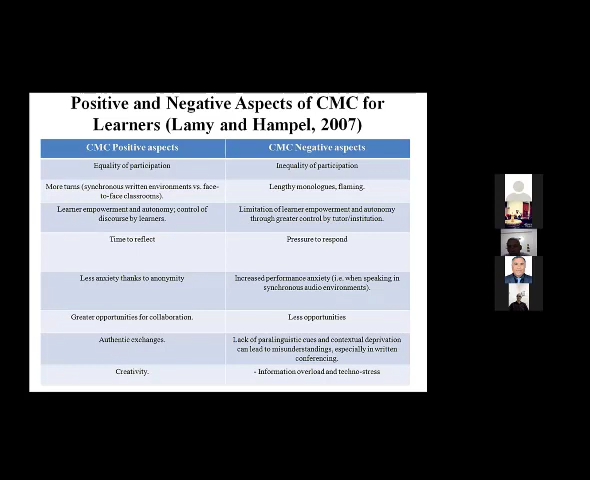 Positive and Negative Aspects of CMC for
Learners (Lamy and Hampel, 2007)
CMC Positive aspects
CMC Negative aspects
Equality of participation
Inequality of participation
More turns (synchronous written environments vs. face-
to-face classrooms).
Lengthy monologues, flaming.
Learner empowerment and autonomy; control of
discourse by learners.
Limitation of learner empowerment and autonomy
through greater control by tutor/institution.
Time to reflect
Pressure to respond
Less anxiety thanks to anonymity
Increased performance anxiety (i.e. when speaking in
synchronous audio environments).
Greater opportunities for collaboration.
Less opportunities
Authentic exchanges.
Lack of paralinguistic cues and contextual deprivation
can lead to misunderstandings, especially in written
conferencing.
Creativity.
- Information overload and techno-stress